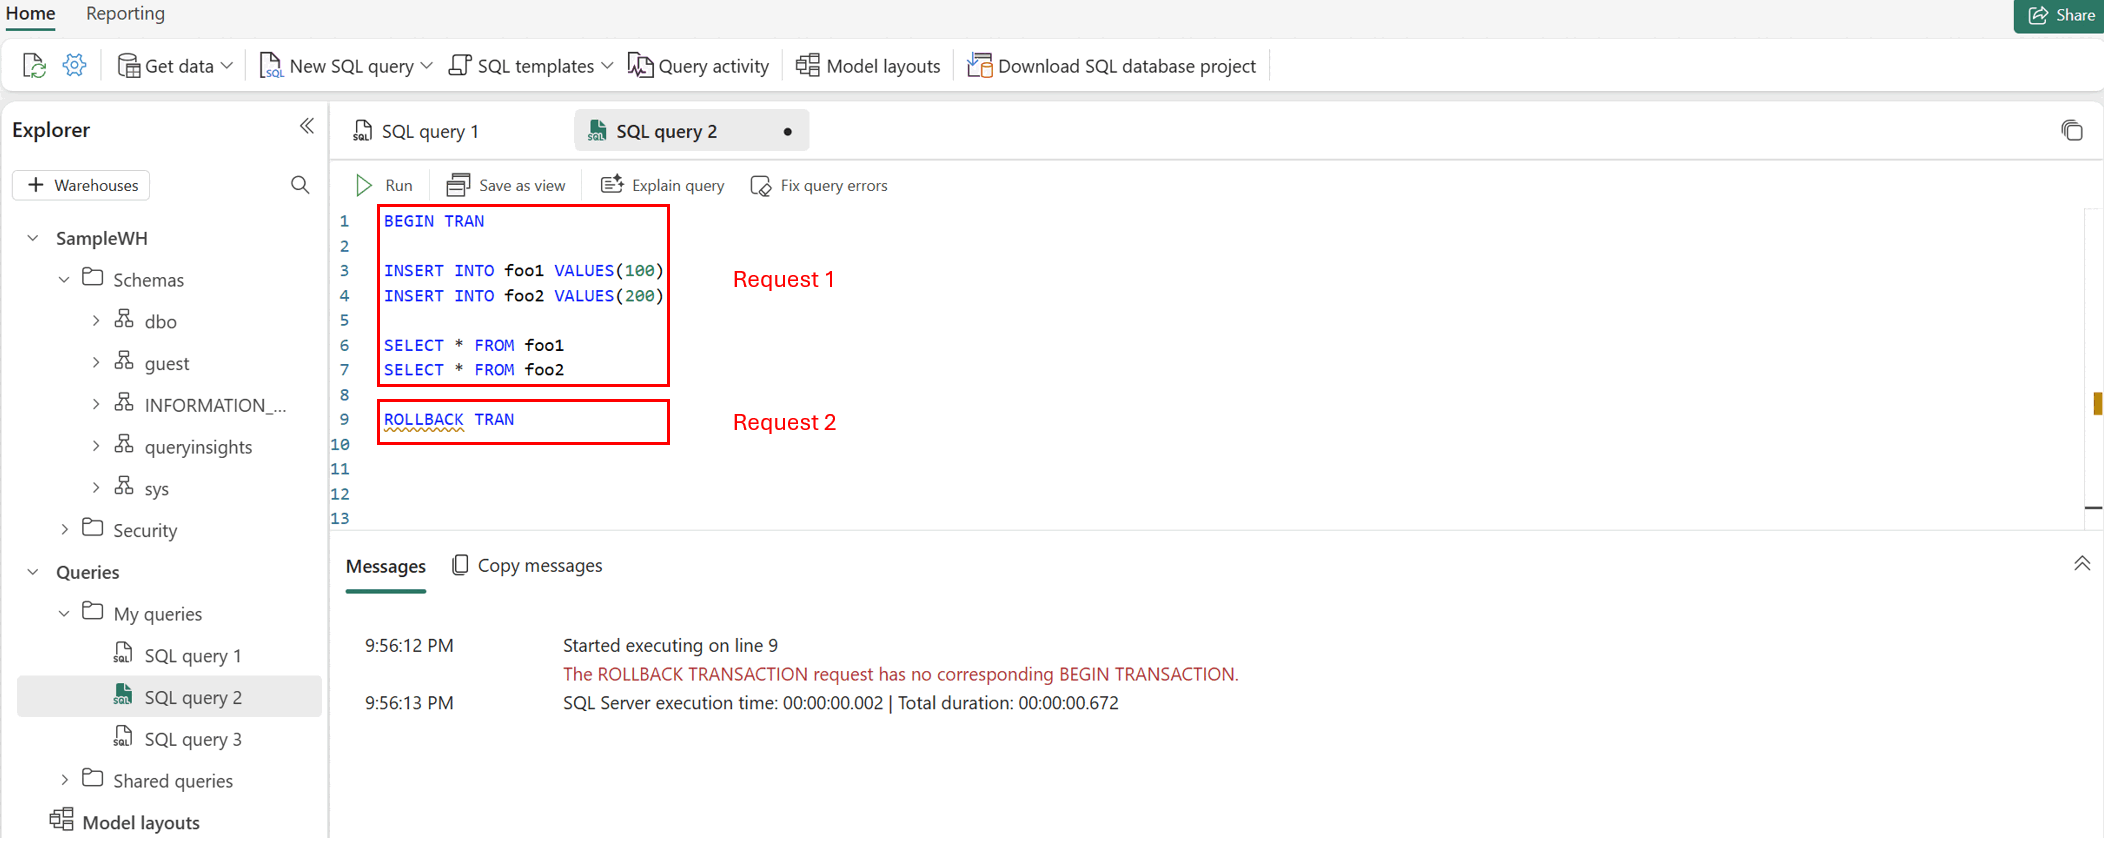 Home Reporting Share
Get data New SQL query SQL templates Query activity Model layouts Download SQL database project
Explorer
+ Warehouses
SampleWH
Schemas
dbo
guest
INFORMATION_...
queryinsights
sys
Security
Queries
My queries
SQL query 1
SQL query 2
SQL query 3
Shared queries
Model layouts
SQL query 1 SQL query 2
Run Save as view Explain query Fix query errors
1 BEGIN TRAN
2
3 INSERT INTO foo1 VALUES(100)
4 INSERT INTO foo2 VALUES(200)
5
6 SELECT * FROM foo1
7 SELECT * FROM foo2
8
9 ROLLBACK TRAN
10
11
12
13
Request 1
Request 2
Messages Copy messages
9:56:12 PM Started executing on line 9
The ROLLBACK TRANSACTION request has no corresponding BEGIN TRANSACTION.
9:56:13 PM SQL Server execution time: 00:00:00.002 | Total duration: 00:00:00.672